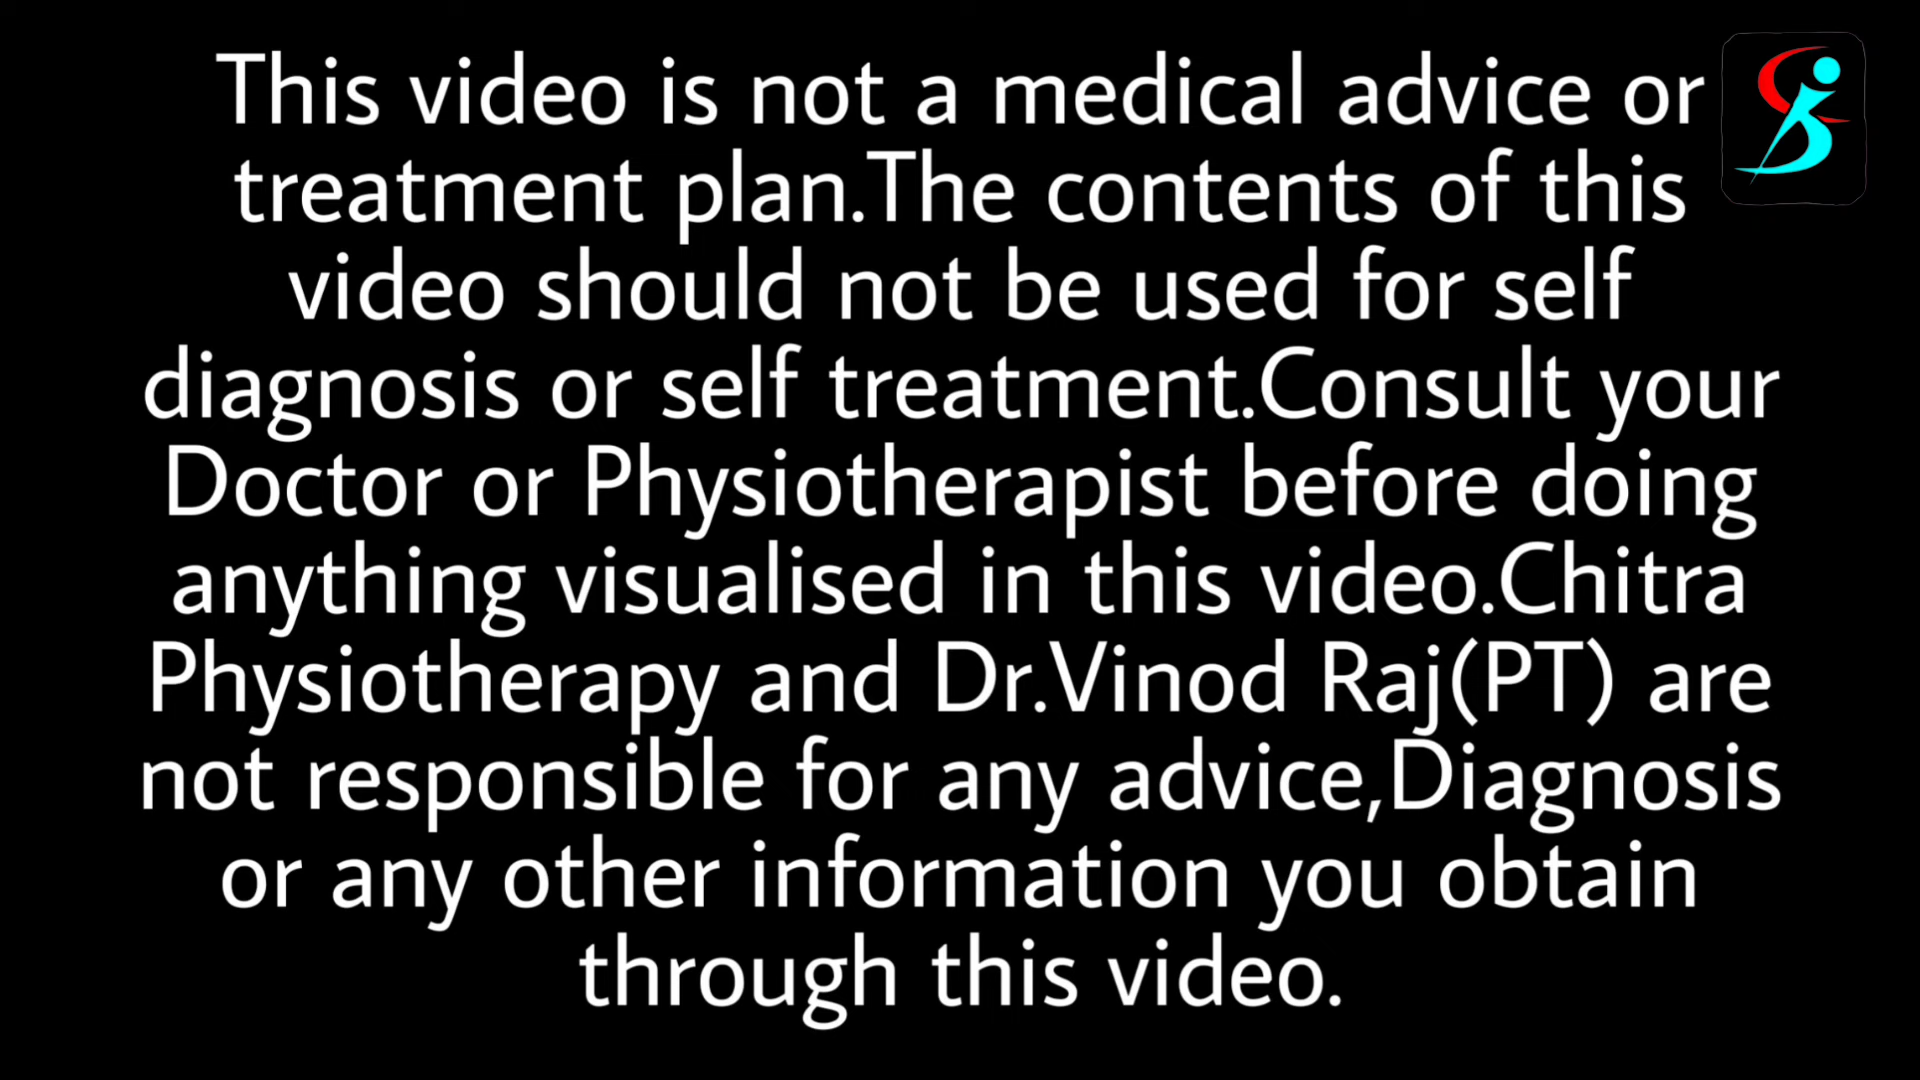 This video is not a medical advice or
treatment plan.The contents of this
video should not be used for self
diagnosis or self treatment.Consult your
Doctor or Physiotherapist before doing
anything visualised in this video.Chitra
Physiotherapy and Dr.Vinod Raj(PT) are
not responsible for any advice,Diagnosis
or any other information you obtain
through this video.